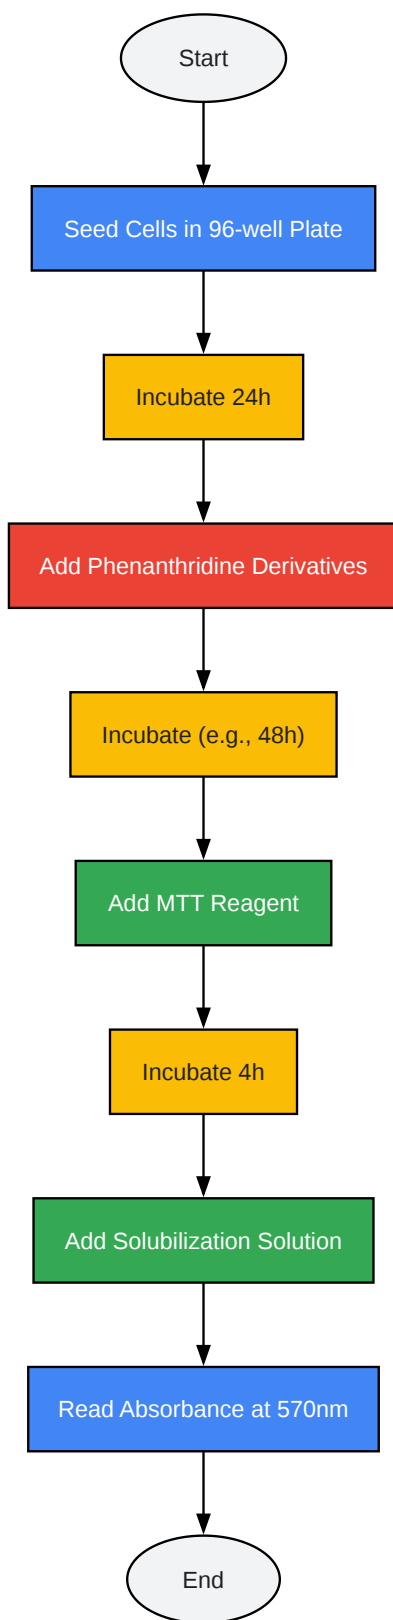 Start
Seed Cells in 96-well Plate
Incubate 24h
Add Phenanthridine Derivatives
Incubate (e.g., 48h)
Add MTT Reagent
Incubate 4h
Add Solubilization Solution
Read Absorbance at 570nm
End